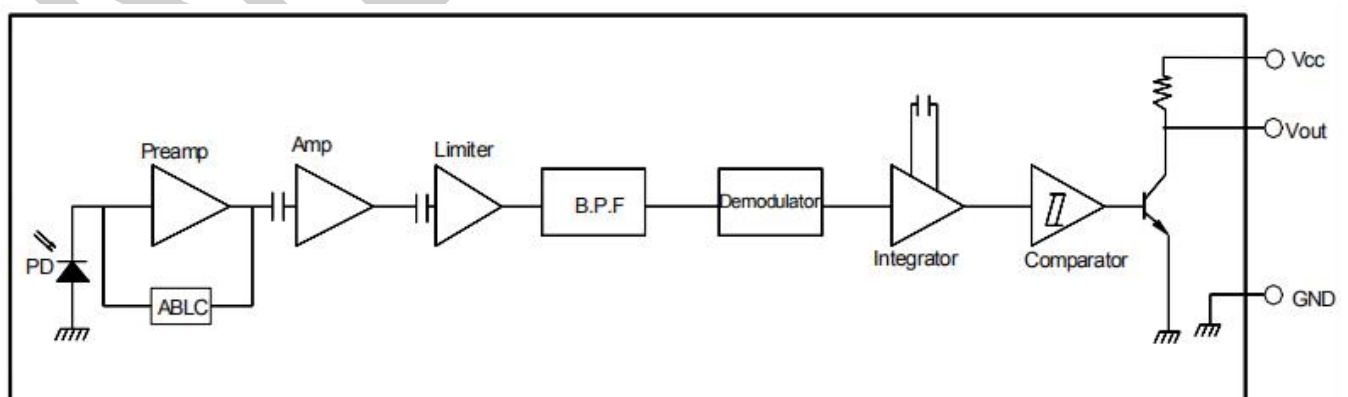 Vcc
Vout
Preamp
Amp
Limiter
B.P.F
Demodulator
PD
ABLC
Integrator
Comparator
GND